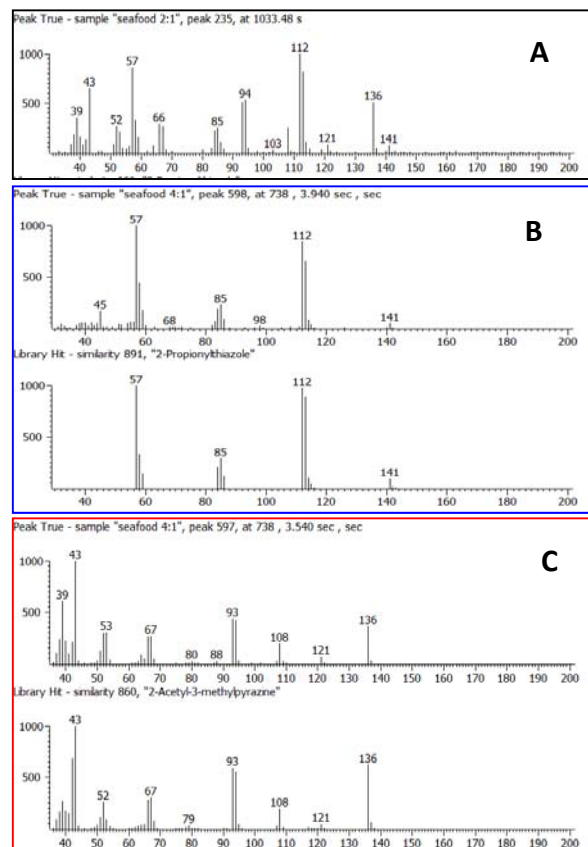 Peak True - sample "seafood 2:1", peak 235, at 1033.48 s
A
1000
500
39 43 52 57 66 85 94 103 112 121 136 141
40 50 60 70 80 90 100 110 120 130 140 150 160 170 180 190 200
Peak True - sample "seafood 4:1", peak 598, at 738 , 3.940 sec , sec
B
1000
500
45 57 68 85 98 112 141
40 60 80 100 120 140 160 180 200
Library Hit - similarity 891, "2-Propionylthiazole"
1000
500
57 85 112 141
40 60 80 100 120 140 160 180 200
Peak True - sample "seafood 4:1", peak 597, at 738 , 3.540 sec , sec
C
1000
500
39 43 53 67 80 88 93 108 121 136
40 50 60 70 80 90 100 110 120 130 140 150 160 170 180 190 200
Library Hit - similarity 860, "2-Acetyl-3-methylpyrazine"
1000
500
43 52 67 79 93 108 121 136
40 50 60 70 80 90 100 110 120 130 140 150 160 170 180 190 200